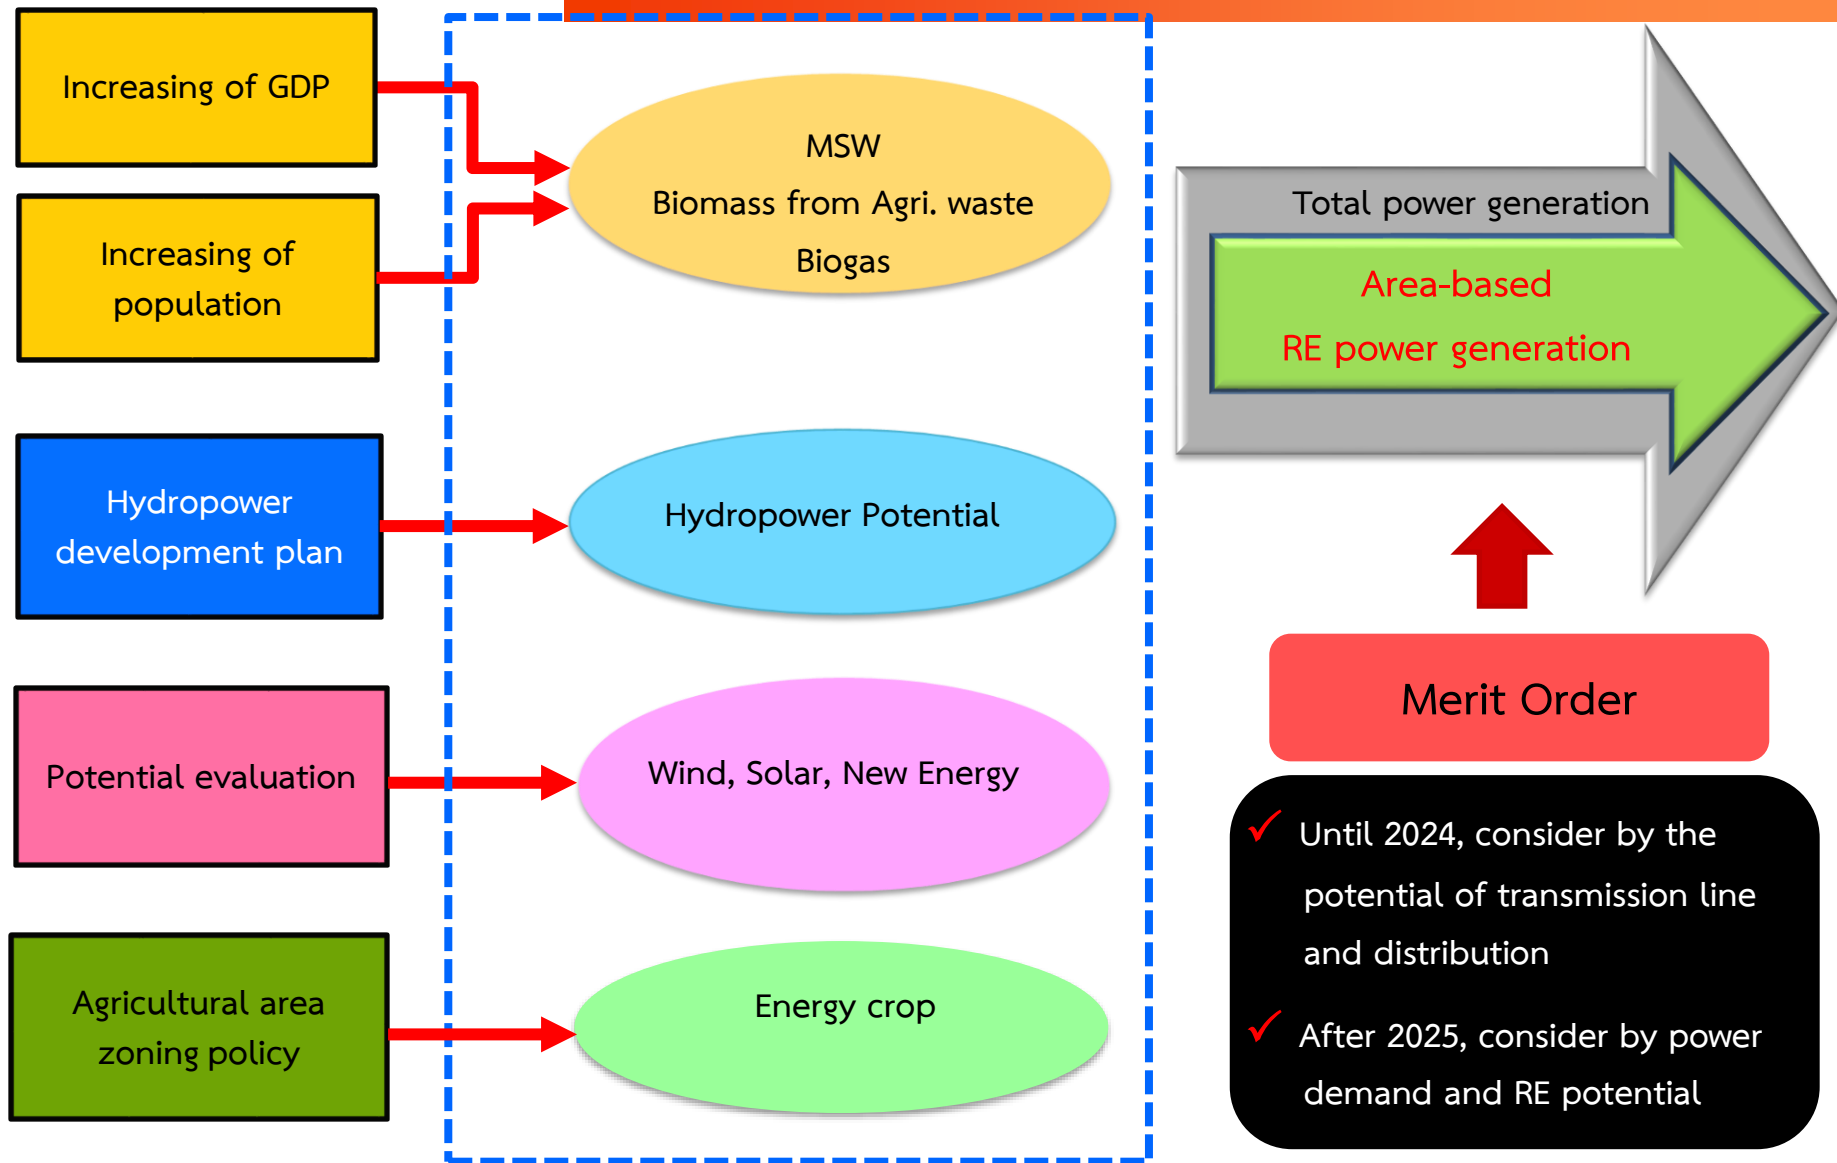 Increasing of GDP
Increasing of
population
Hydropower
development plan
Potential evaluation
Agricultural area
zoning policy
MSW
Biomass from Agri. waste
Biogas
Hydropower Potential
Wind, Solar, New Energy
Energy crop
Total power generation
Area-based
RE power generation
Merit Order
✓ Until 2024, consider by the
potential of transmission line
and distribution
✓ After 2025, consider by power
demand and RE potential